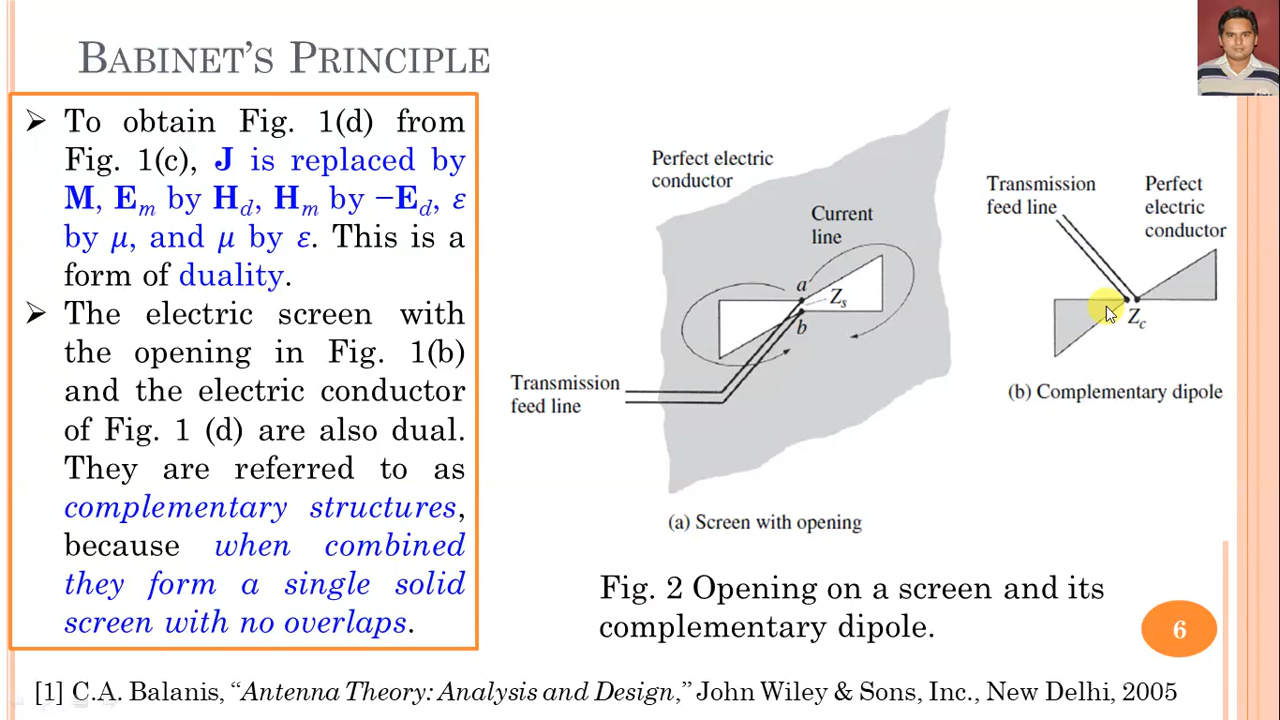 BABINET'S PRINCIPLE
➢ To obtain Fig. 1(d) from
Fig. 1(c), J is replaced by
M, Eₘ by H_d, Hₘ by −E_d, ε
by μ, and μ by ε. This is a
form of duality.
➢ The electric screen with
the opening in Fig. 1(b)
and the electric conductor
of Fig. 1 (d) are also dual.
They are referred to as
complementary structures,
because when combined
they form a single solid
screen with no overlaps.
Perfect electric
conductor
Current
line
a
Zₛ
b
Transmission
feed line
(a) Screen with opening
Transmission
feed line
Perfect
electric
conductor
Z_c
(b) Complementary dipole
Fig. 2 Opening on a screen and its
complementary dipole.
6
[1] C.A. Balanis, “Antenna Theory: Analysis and Design,” John Wiley & Sons, Inc., New Delhi, 2005